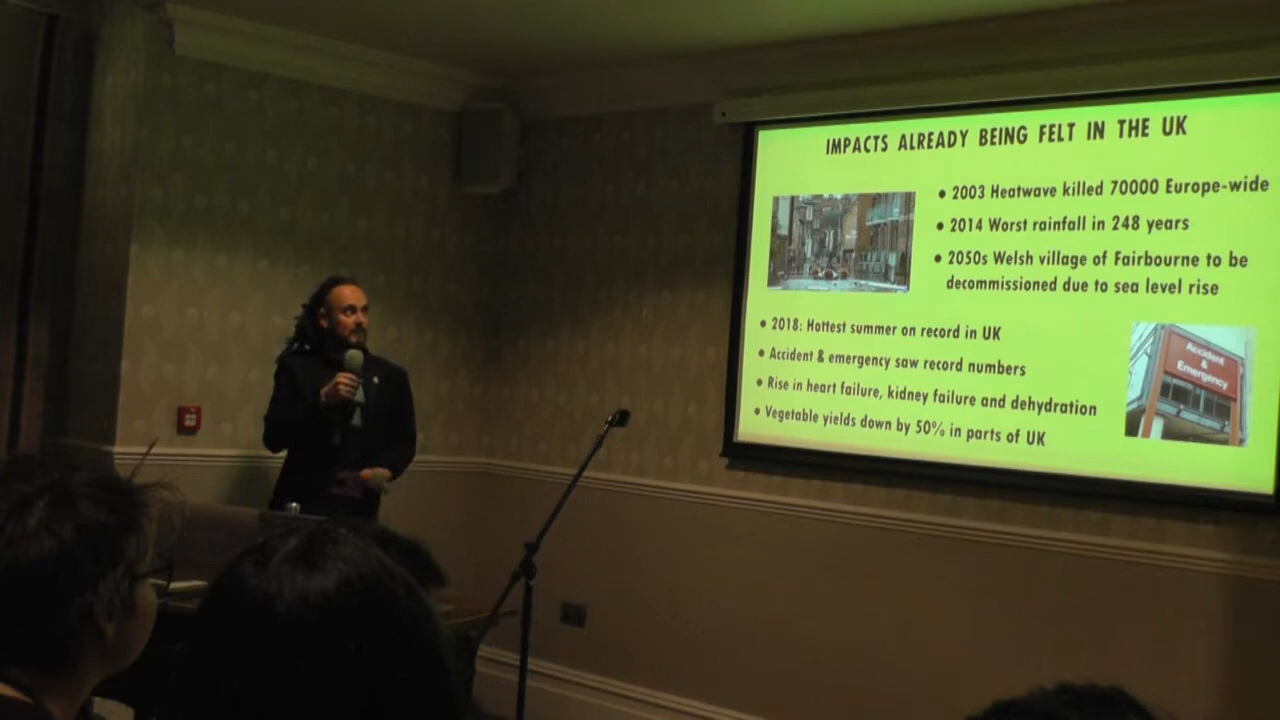 IMPACTS ALREADY BEING FELT IN THE UK
• 2003 Heatwave killed 70000 Europe-wide
• 2014 Worst rainfall in 248 years
• 2050s Welsh village of Fairbourne to be
decommissioned due to sea level rise
• 2018: Hottest summer on record in UK
• Accident & emergency saw record numbers
• Rise in heart failure, kidney failure and dehydration
• Vegetable yields down by 50% in parts of UK
Accident
&
Emergency